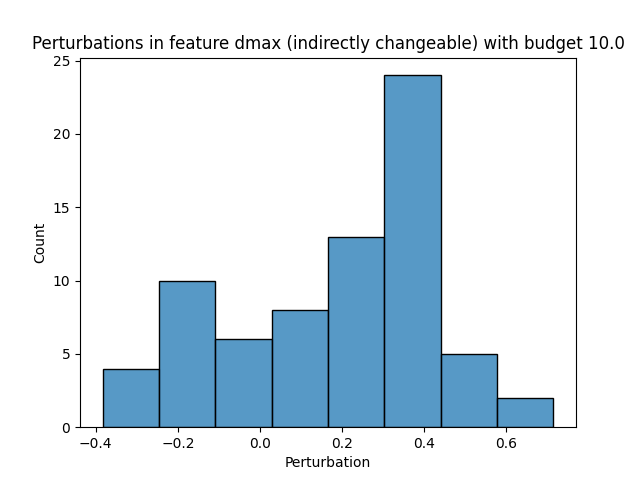 Perturbations in feature dmax (indirectly changeable) with budget 10.0
25
20
15
10
5
0
Count
−0.4 −0.2 0.0 0.2 0.4 0.6
Perturbation